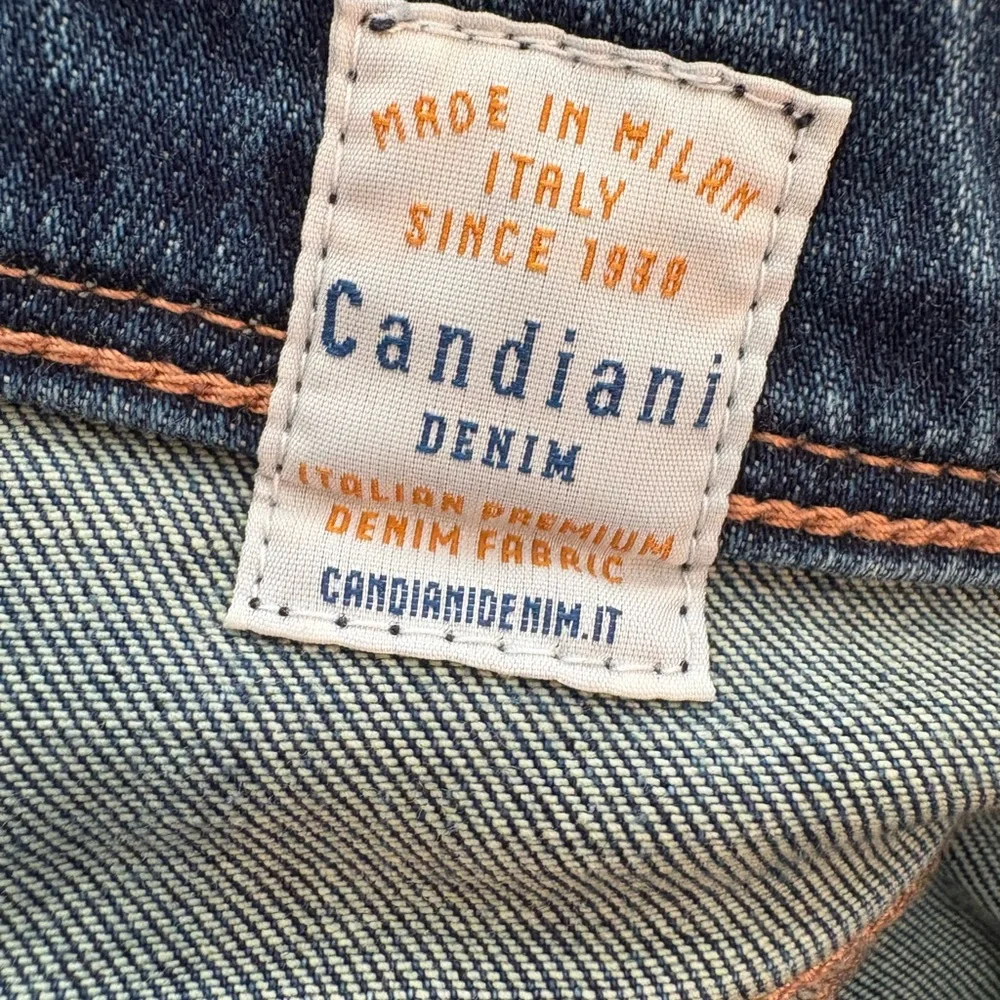 MADE IN MILAN
ITALY
SINCE 1938
Candiani
DENIM
ITALIAN PREMIUM
DENIM FABRIC
CANDIANIDENIM.IT